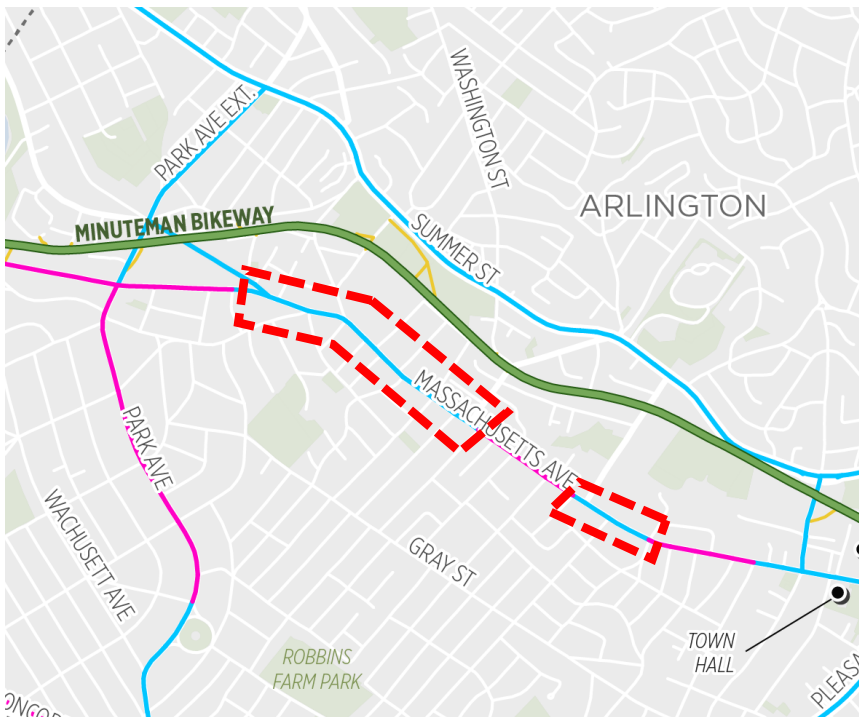 WASHINGTON ST
PARK AVE EXT.
ARLINGTON
MINUTEMAN BIKEWAY
SUMMER ST
MASSACHUSETTS AVE
PARK AVE
WACHUSETT AVE
GRAY ST
TOWN
HALL
ROBBINS
FARM PARK
PLEASA
ONCOR